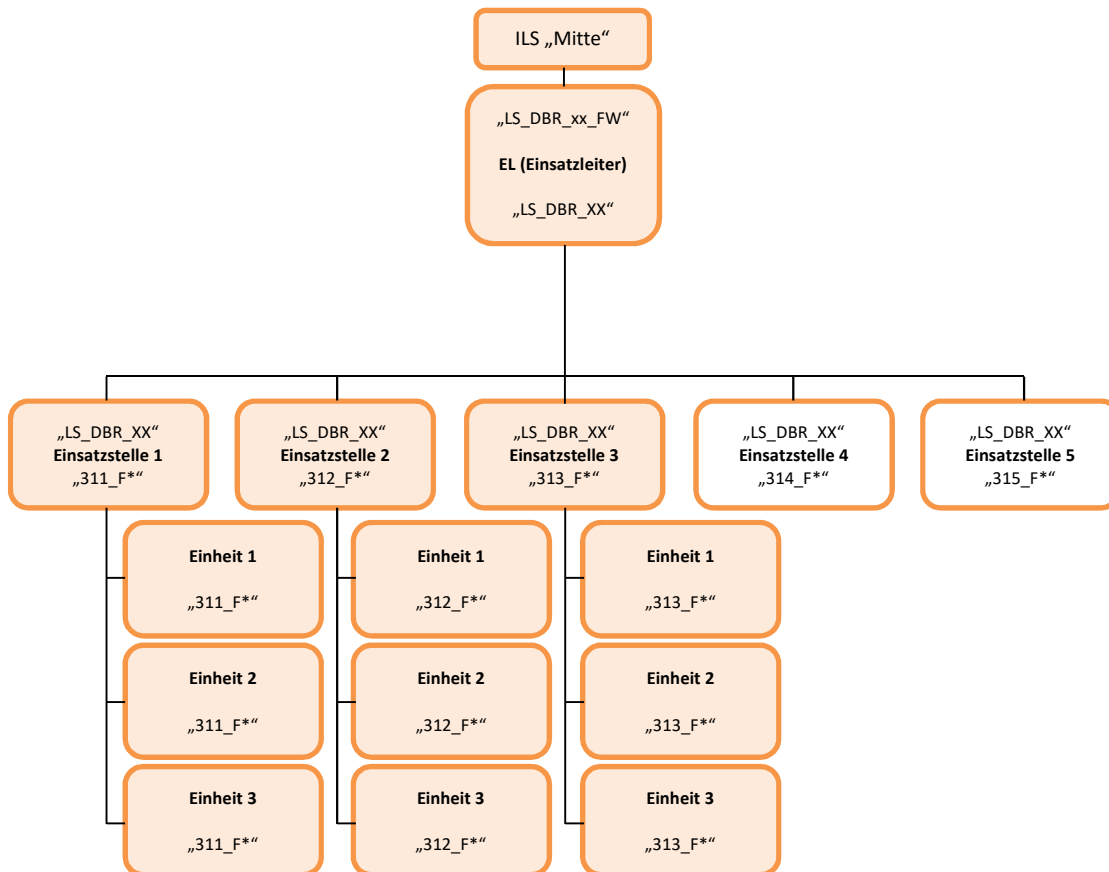 ILS „Mitte“
„LS_DBR_xx_FW“
EL (Einsatzleiter)
„LS_DBR_XX“
„LS_DBR_XX“
Einsatzstelle 1
„311_F*“
„LS_DBR_XX“
Einsatzstelle 2
„312_F*“
„LS_DBR_XX“
Einsatzstelle 3
„313_F*“
„LS_DBR_XX“
Einsatzstelle 4
„314_F*“
„LS_DBR_XX“
Einsatzstelle 5
„315_F*“
Einheit 1
„311_F*“
Einheit 1
„312_F*“
Einheit 1
„313_F*“
Einheit 2
„311_F*“
Einheit 2
„312_F*“
Einheit 2
„313_F*“
Einheit 3
„311_F*“
Einheit 3
„312_F*“
Einheit 3
„313_F*“